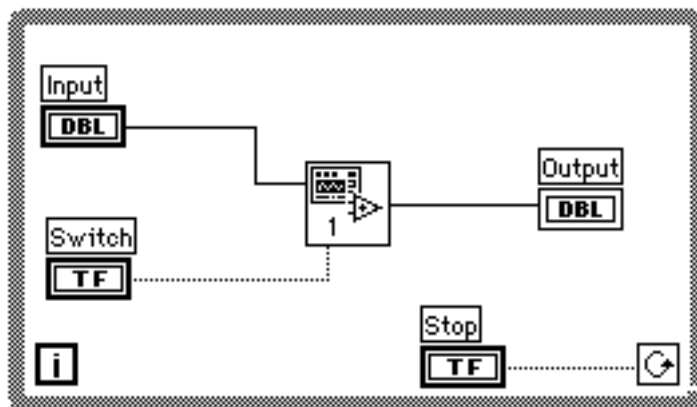 Input
DBL
Output
DBL
1
Switch
TF
Stop
TF
i